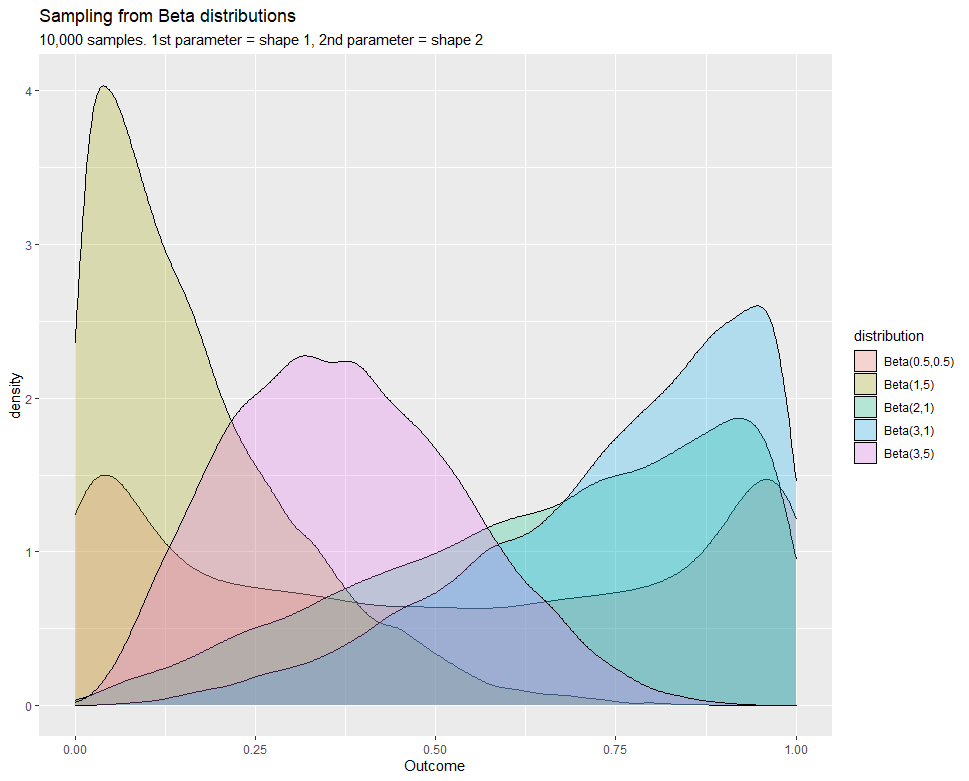 Sampling from Beta distributions
10,000 samples. 1st parameter = shape 1, 2nd parameter = shape 2
4
3
2
1
0
density
0.00
0.25
0.50
0.75
1.00
Outcome
distribution
Beta(0.5,0.5)
Beta(1,5)
Beta(2,1)
Beta(3,1)
Beta(3,5)